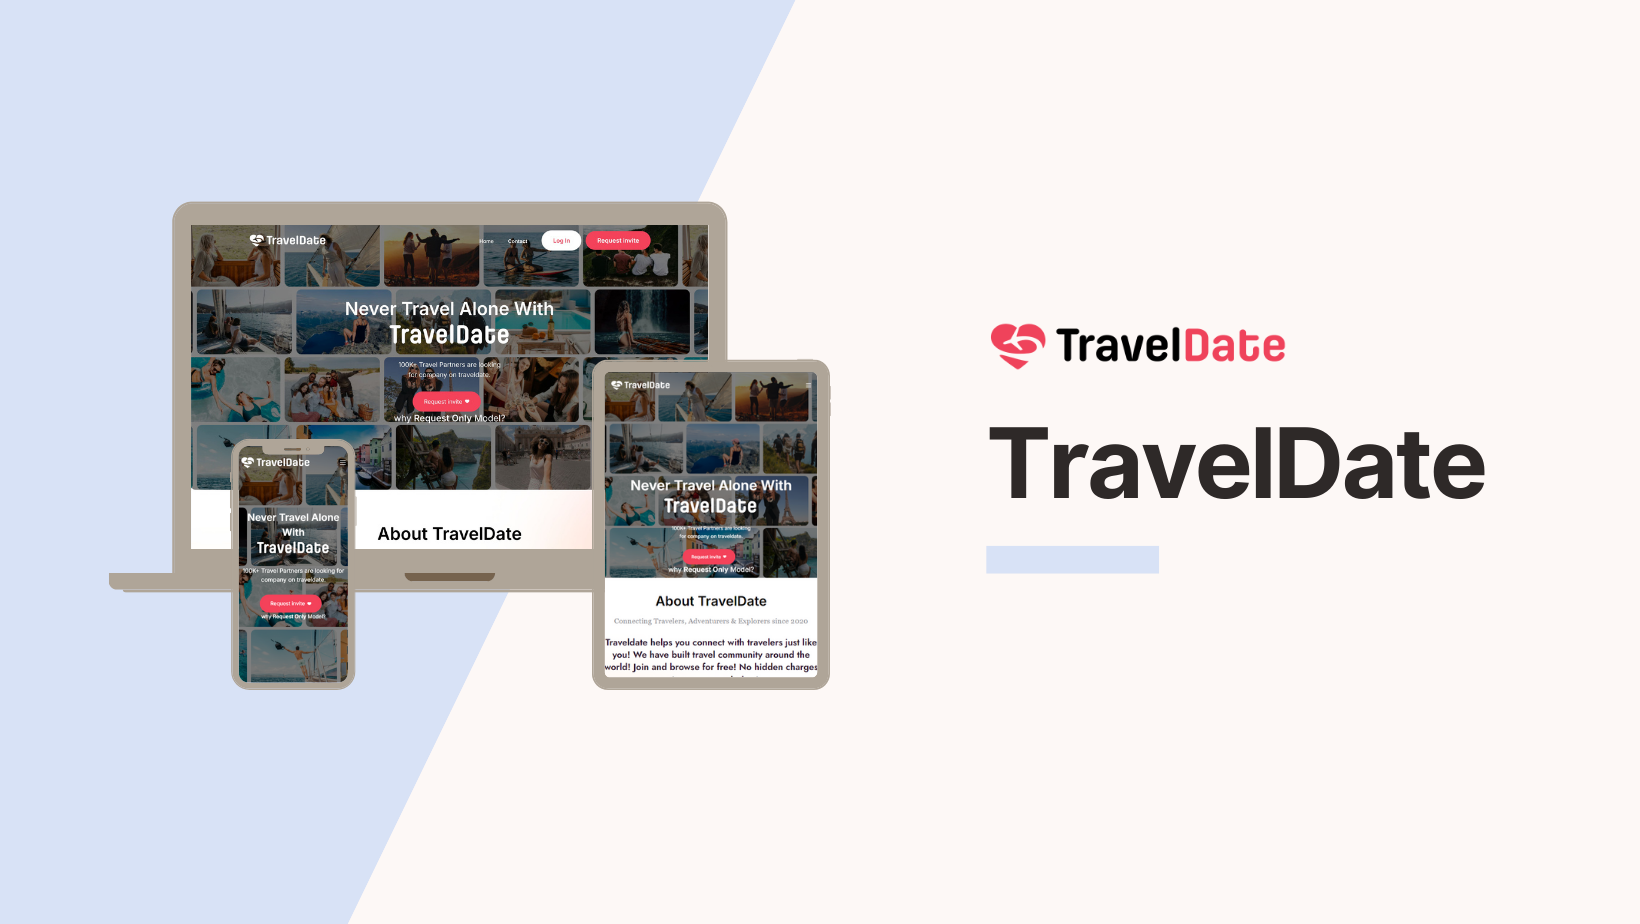 TravelDate
Home
Contact
Log In
Request invite
Never Travel Alone With
TravelDate
100K+ Travel Partners are looking
for company on traveldate.
Request invite
why Request Only Model?
About TravelDate
TravelDate
Never Travel Alone
With
TravelDate
100K+ Travel Partners are looking for
company on traveldate.
Request invite
why Request Only Model?
TravelDate
Never Travel Alone With
TravelDate
100K+ Travel Partners are looking
for company on traveldate.
Request invite
why Request Only Model?
About TravelDate
Connecting Travelers, Adventurers & Explorers since 2020
Traveldate helps you connect with travelers just like
you! We have built travel community around the
world! Join and browse for free! No hidden charges
TravelDate
TravelDate